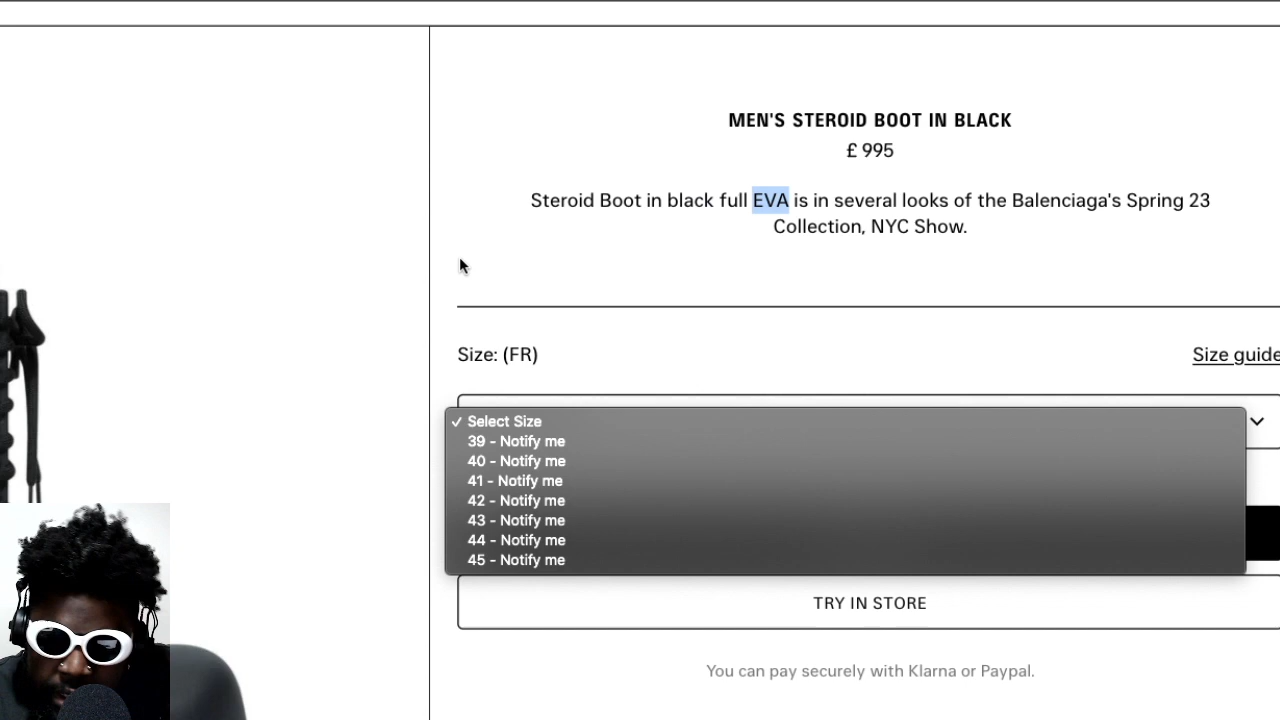 MEN'S STEROID BOOT IN BLACK
£ 995
Steroid Boot in black full EVA is in several looks of the Balenciaga's Spring 23
Collection, NYC Show.
Size: (FR)
Size guide
✓ Select Size
39 - Notify me
40 - Notify me
41 - Notify me
42 - Notify me
43 - Notify me
44 - Notify me
45 - Notify me
TRY IN STORE
You can pay securely with Klarna or Paypal.